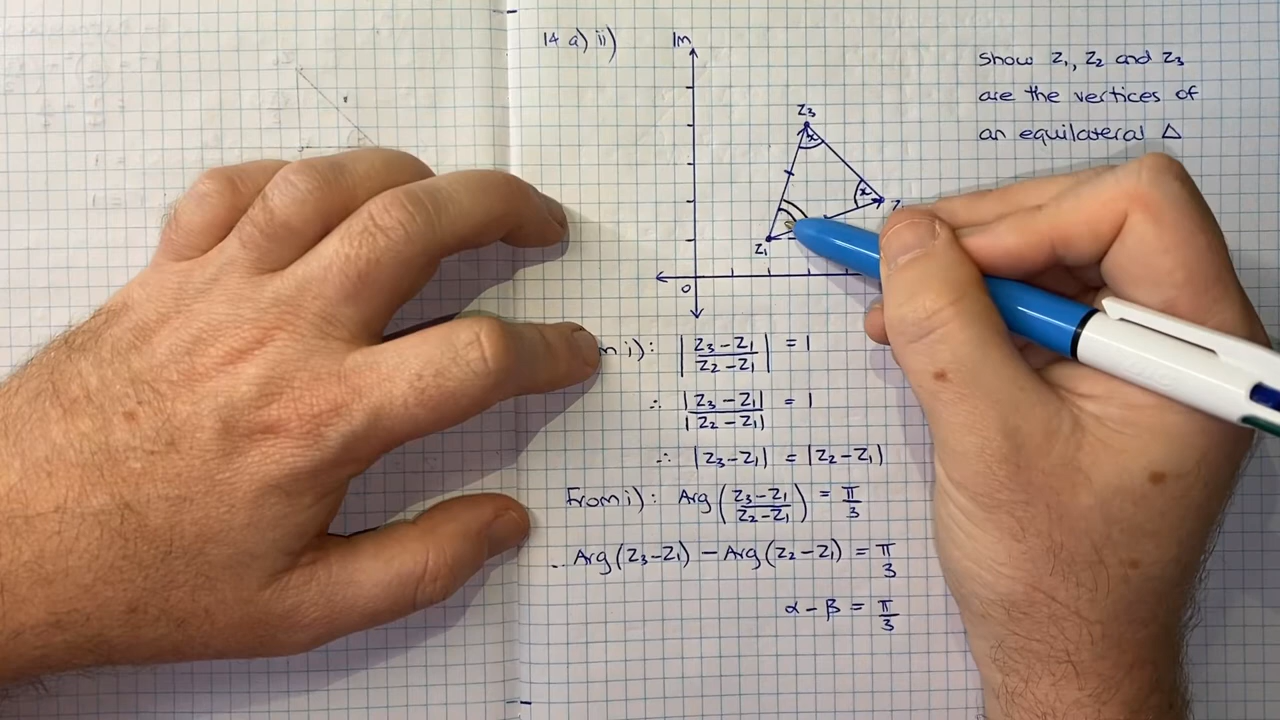 14 a) ii)
Im
Show Z₁, Z₂ and Z₃
are the vertices of
an equilateral Δ
Z₃
x
x
Z₁
O
i): |(Z₃ − Z₁)/(Z₂ − Z₁)| = 1
∴ |Z₃ − Z₁|/|Z₂ − Z₁| = 1
∴ |Z₃ − Z₁| = |Z₂ − Z₁|
From i): Arg((Z₃ − Z₁)/(Z₂ − Z₁)) = π/3
∴ Arg(Z₃ − Z₁) − Arg(Z₂ − Z₁) = π/3
α − β = π/3